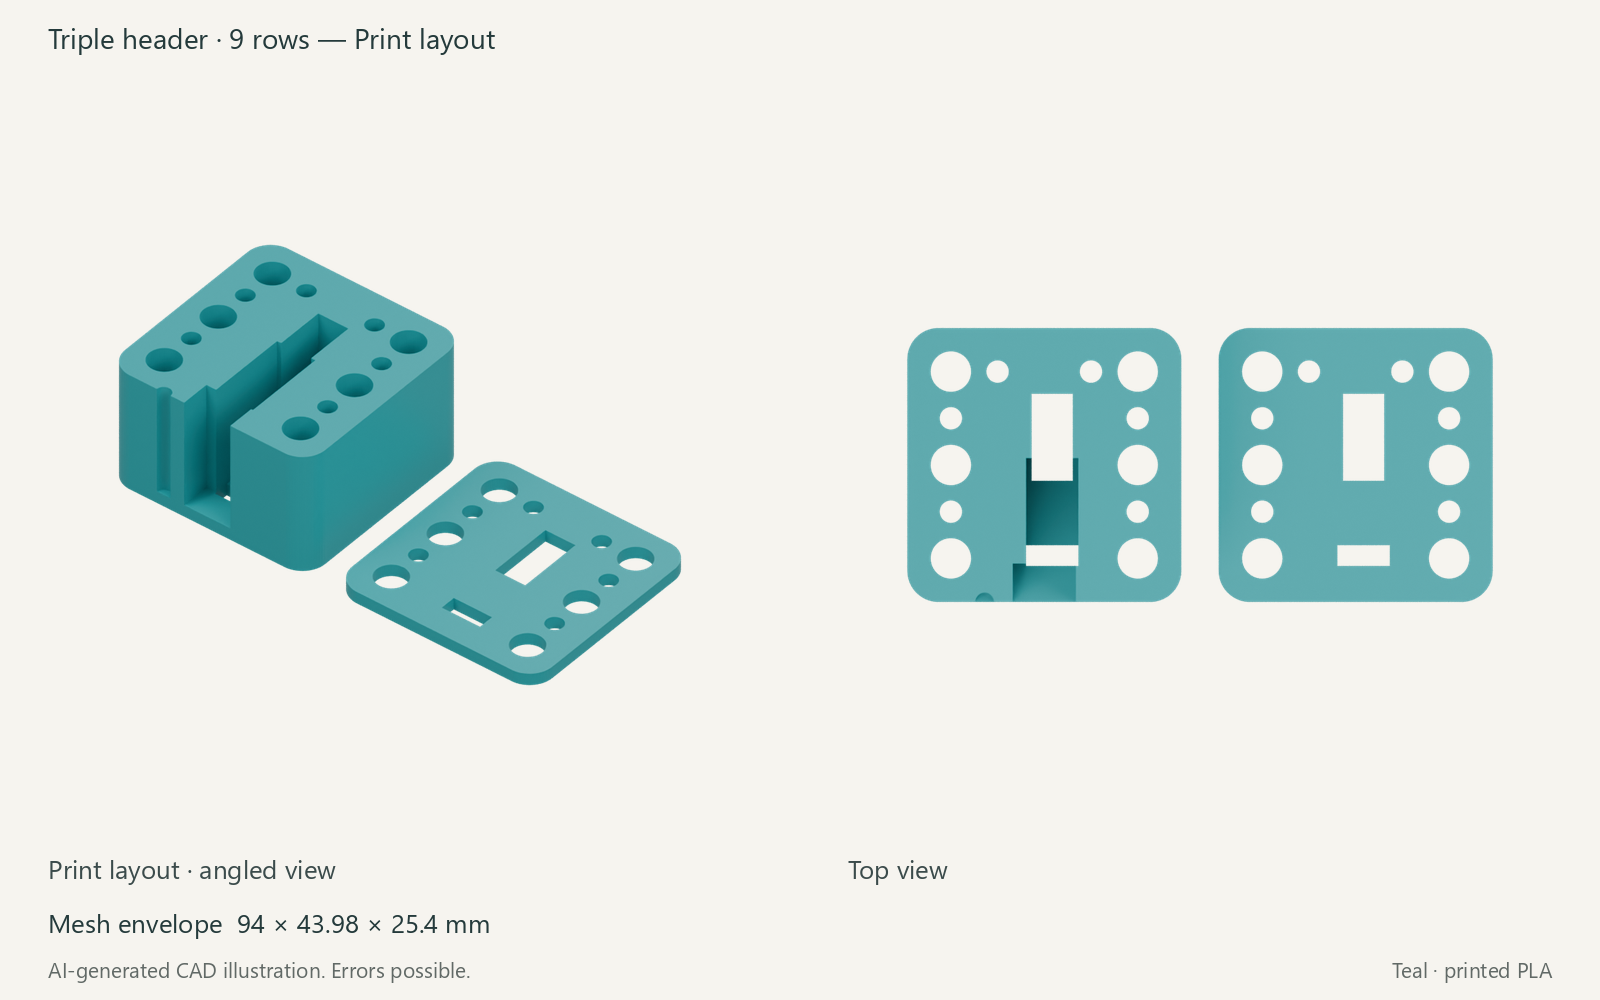 Triple header · 9 rows — Print layout
Print layout · angled view
Top view
Mesh envelope 94 × 43.98 × 25.4 mm
AI-generated CAD illustration. Errors possible.
Teal · printed PLA